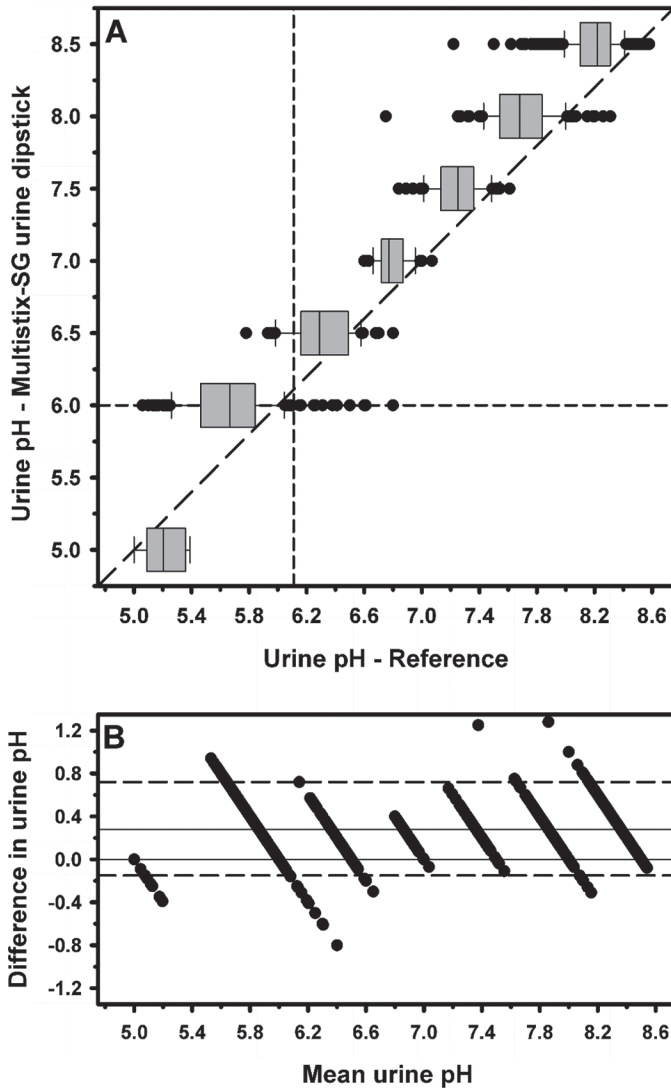 A
Urine pH - Multistix-SG urine dipstick
8.5
8.0
7.5
7.0
6.5
6.0
5.5
5.0
5.0 5.4 5.8 6.2 6.6 7.0 7.4 7.8 8.2 8.6
Urine pH - Reference
B
Difference in urine pH
1.2
0.8
0.4
0.0
-0.4
-0.8
-1.2
5.0 5.4 5.8 6.2 6.6 7.0 7.4 7.8 8.2 8.6
Mean urine pH